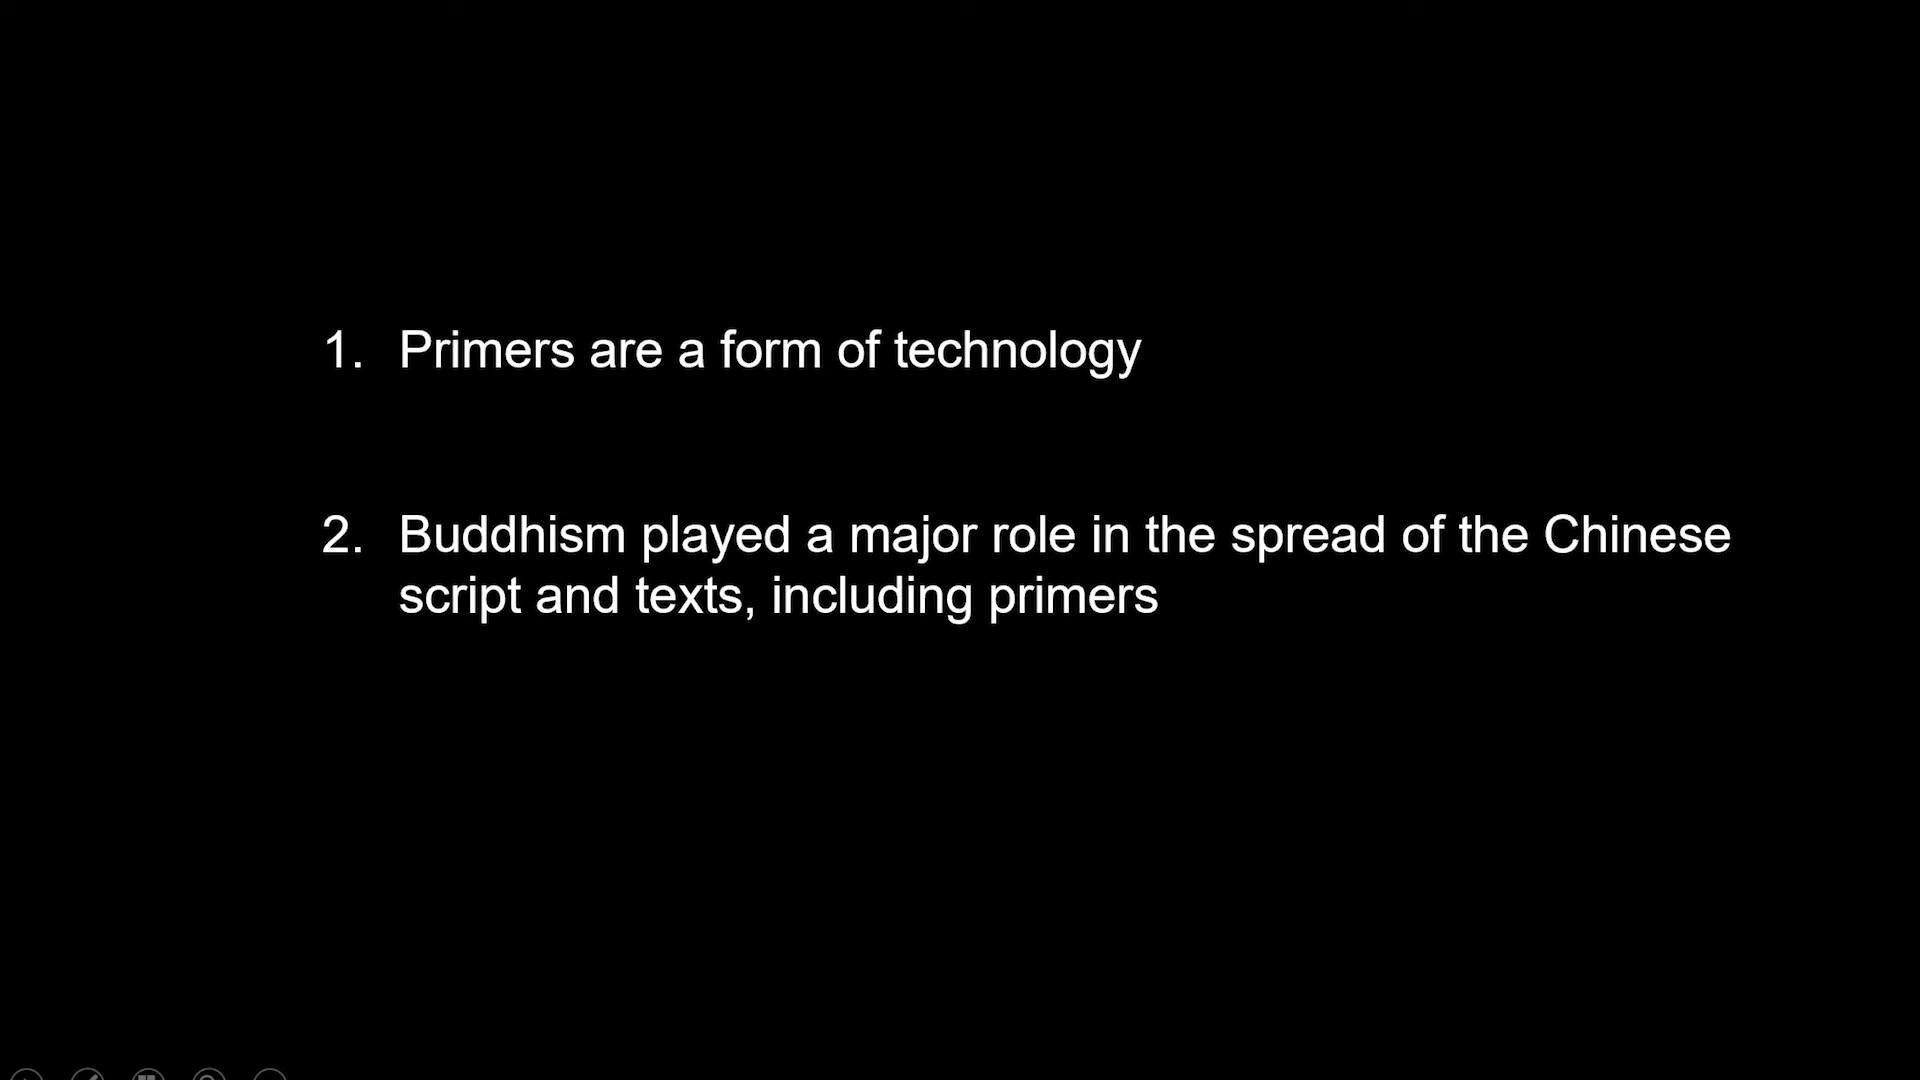 1. Primers are a form of technology
2. Buddhism played a major role in the spread of the Chinese
script and texts, including primers